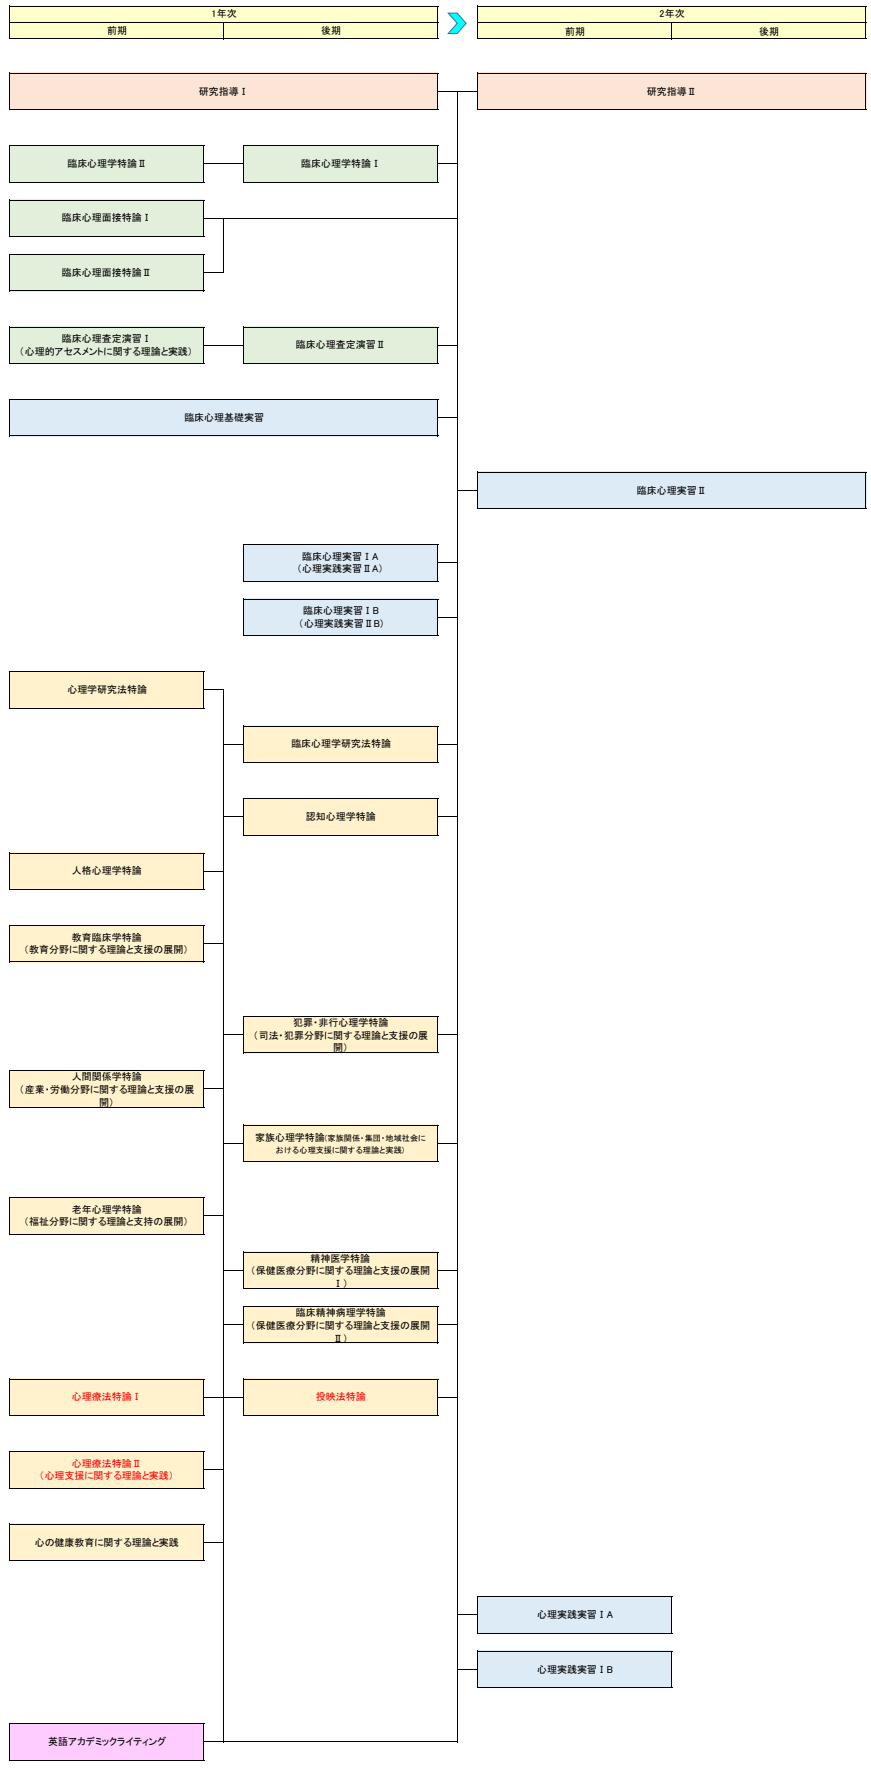 1年次
2年次
前期
後期
前期
後期
研究指導Ⅰ
研究指導Ⅱ
臨床心理学特論Ⅱ
臨床心理学特論Ⅰ
臨床心理面接特論Ⅰ
臨床心理面接特論Ⅱ
臨床心理査定演習Ⅰ
（心理的アセスメントに関する理論と実践）
臨床心理査定演習Ⅱ
臨床心理基礎実習
臨床心理実習Ⅱ
臨床心理実習ⅠA
（心理実践実習ⅡA）
臨床心理実習ⅠB
（心理実践実習ⅡB）
心理学研究法特論
臨床心理学研究法特論
認知心理学特論
人格心理学特論
教育臨床学特論
（教育分野に関する理論と支援の展開）
犯罪・非行心理学特論
（司法・犯罪分野に関する理論と支援の展
開）
人間関係学特論
（産業・労働分野に関する理論と支援の展
開）
家族心理学特論(家族関係・集団・地域社会に
おける心理支援に関する理論と実践)
老年心理学特論
（福祉分野に関する理論と支持の展開）
精神医学特論
（保健医療分野に関する理論と支援の展開
Ⅰ）
臨床精神病理学特論
（保健医療分野に関する理論と支援の展開
Ⅱ）
心理療法特論Ⅰ
投映法特論
心理療法特論Ⅱ
（心理支援に関する理論と実践）
心の健康教育に関する理論と実践
心理実践実習ⅠA
心理実践実習ⅠB
英語アカデミックライティング